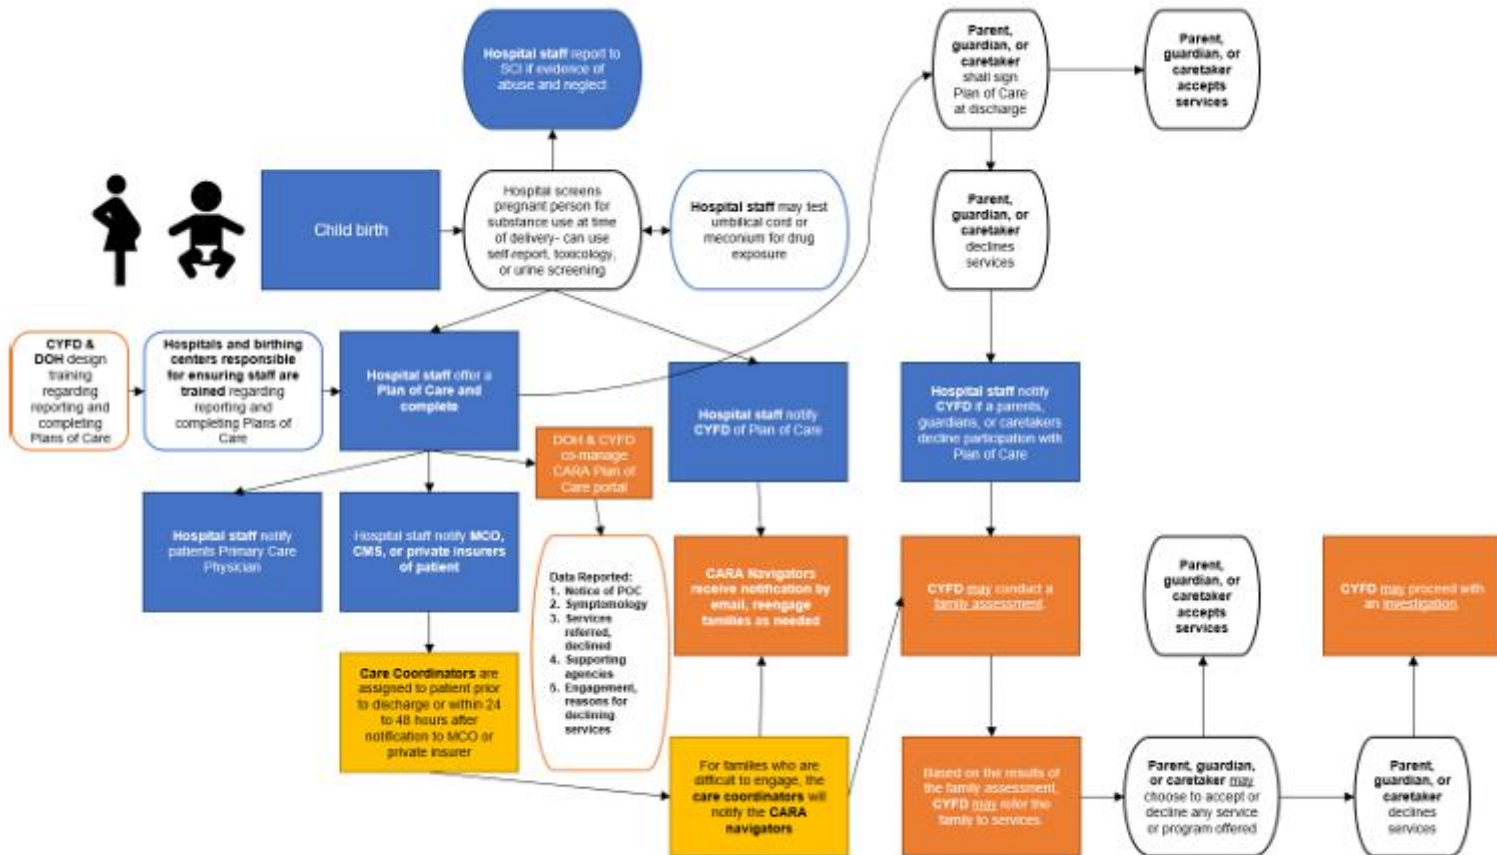 Hospital staff report to
SCI if evidence of
abuse and neglect
Parent,
guardian, or
caretaker
shall sign
Plan of Care
at discharge
Parent,
guardian, or
caretaker
accepts
services
Child birth
Hospital screens
pregnant person for
substance use at time
of delivery- can use
self-report, toxicology,
or urine screening
Hospital staff may test
umbilical cord or
meconium for drug
exposure
Parent,
guardian, or
caretaker
declines
services
CYFD &
DOH design
training
regarding
reporting and
completing
Plans of Care
Hospitals and birthing
centers responsible
for ensuring staff are
trained regarding
reporting and
completing Plans of
Care
Hospital staff offer a
Plan of Care and
complete
Hospital staff notify
CYFD of Plan of Care
Hospital staff notify
CYFD if a parents,
guardians, or caretakers
decline participation with
Plan of Care
DOH & CYFD
co-manage
CARA Plan of
Care portal
Hospital staff notify
patients Primary Care
Physician
Hospital staff notify MCO,
CMS, or private insurers
of patient
Data Reported:
1. Notice of POC
2. Symptomology
3. Services
referred,
declined
4. Supporting
agencies
5. Engagement,
reasons for
declining
services
CARA Navigators
receive notification by
email, reengage
families as needed
CYFD may conduct a
family assessment.
Parent,
guardian, or
caretaker
accepts
services
CYFD may proceed with
an investigation.
Care Coordinators are
assigned to patient prior
to discharge or within 24
to 48 hours after
notification to MCO or
private insurer
For families who are
difficult to engage, the
care coordinators will
notify the CARA
navigators
Based on the results of
the family assessment,
CYFD may refer the
family to services.
Parent, guardian,
or caretaker may
choose to accept or
decline any service
or program offered
Parent,
guardian, or
caretaker
declines
services